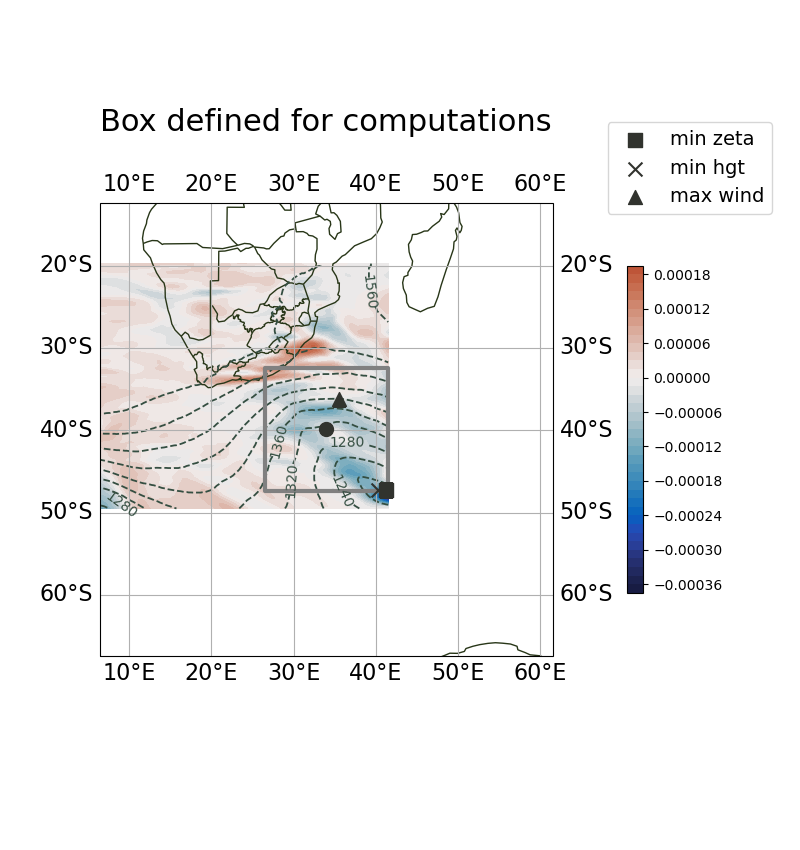 Box defined for computations
min zeta
min hgt
max wind
10°E 20°E 30°E 40°E 50°E 60°E
20°S 20°S
30°S 30°S
40°S 40°S
50°S 50°S
60°S 60°S
10°E 20°E 30°E 40°E 50°E 60°E
1560
1360
1280
1320
1240
1280
0.00018
0.00012
0.00006
0.00000
−0.00006
−0.00012
−0.00018
−0.00024
−0.00030
−0.00036